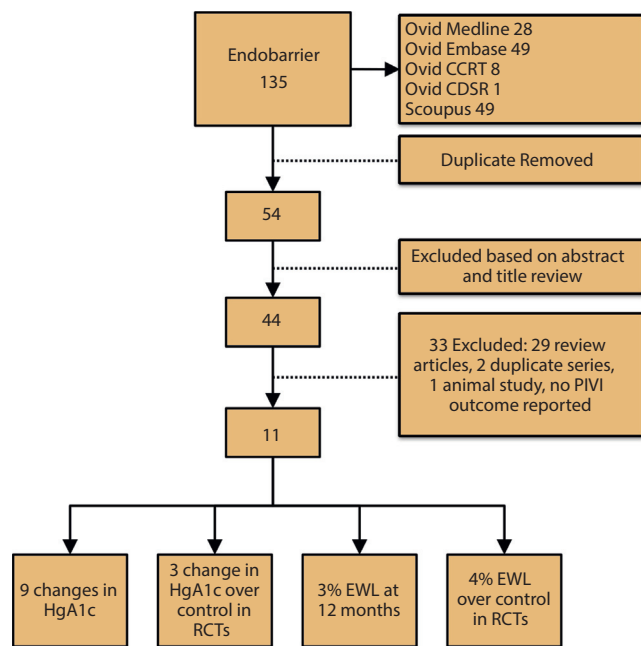 Endobarrier
135
Ovid Medline 28
Ovid Embase 49
Ovid CCRT 8
Ovid CDSR 1
Scoupus 49
Duplicate Removed
54
Excluded based on abstract
and title review
44
33 Excluded: 29 review
articles, 2 duplicate series,
1 animal study, no PIVI
outcome reported
11
9 changes in
HgA1c
3 change in
HgA1c over
control in
RCTs
3% EWL at
12 months
4% EWL
over control
in RCTs